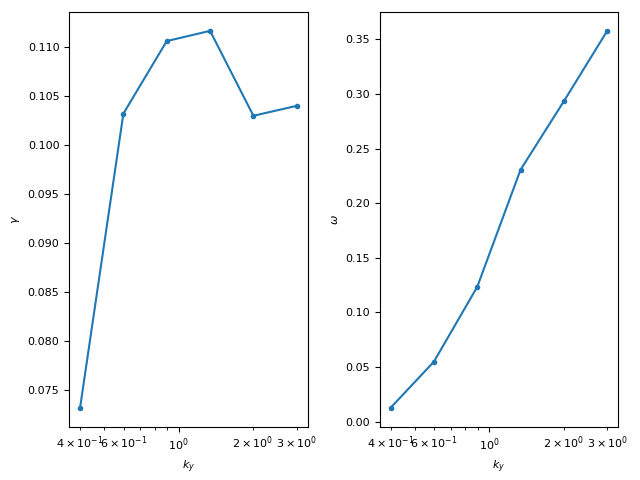 0.110
0.105
0.100
0.095
0.090
0.085
0.080
0.075
γ
4 × 10⁻¹
6 × 10⁻¹
10⁰
2 × 10⁰
3 × 10⁰
k_y
0.35
0.30
0.25
0.20
0.15
0.10
0.05
0.00
ω
4 × 10⁻¹
6 × 10⁻¹
10⁰
2 × 10⁰
3 × 10⁰
k_y